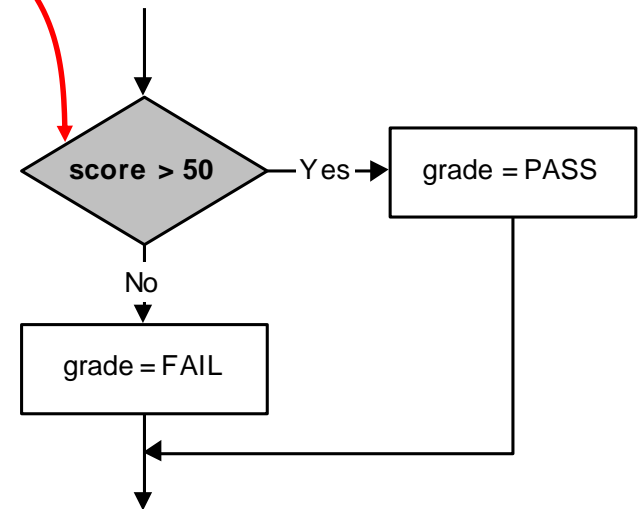 score > 50
Yes
grade = PASS
No
grade = FAIL